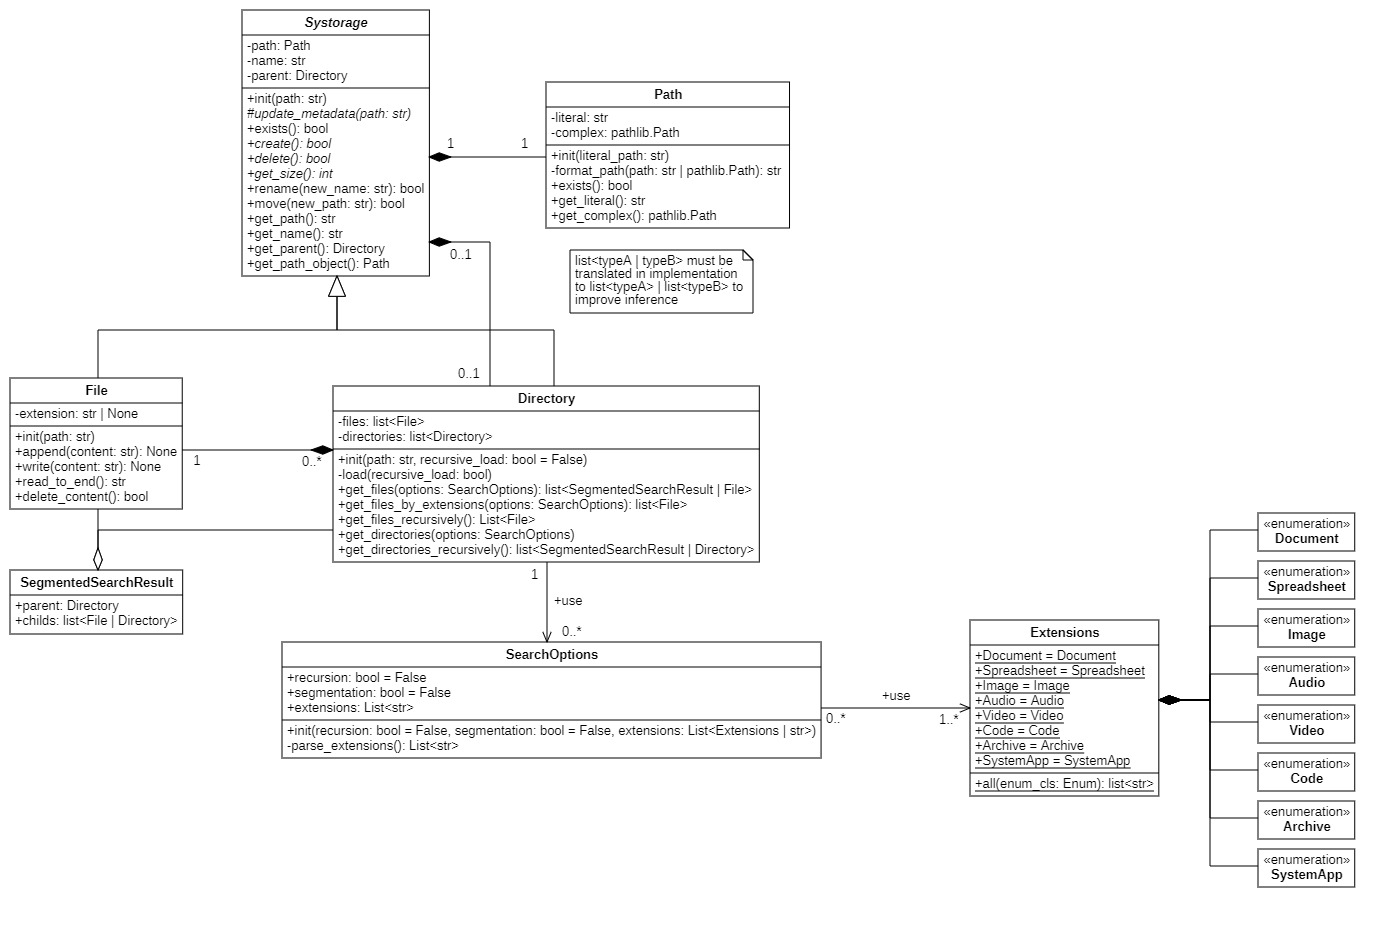 Systorage
-path: Path
-name: str
-parent: Directory
+init(path: str)
#update_metadata(path: str)
+exists(): bool
+create(): bool
+delete(): bool
+get_size(): int
+rename(new_name: str): bool
+move(new_path: str): bool
+get_path(): str
+get_name(): str
+get_parent(): Directory
+get_path_object(): Path
1
1
Path
-literal: str
-complex: pathlib.Path
+init(literal_path: str)
-format_path(path: str | pathlib.Path): str
+exists(): bool
+get_literal(): str
+get_complex(): pathlib.Path
0..1
0..1
list<typeA | typeB> must be
translated in implementation
to list<typeA> | list<typeB> to
improve inference
File
-extension: str | None
+init(path: str)
+append(content: str): None
+write(content: str): None
+read_to_end(): str
+delete_content(): bool
1
0..*
Directory
-files: list<File>
-directories: list<Directory>
+init(path: str, recursive_load: bool = False)
-load(recursive_load: bool)
+get_files(options: SearchOptions): list<SegmentedSearchResult | File>
+get_files_by_extensions(options: SearchOptions): list<File>
+get_files_recursively(): List<File>
+get_directories(options: SearchOptions)
+get_directories_recursively(): list<SegmentedSearchResult | Directory>
SegmentedSearchResult
+parent: Directory
+childs: list<File | Directory>
1
+use
0..*
SearchOptions
+recursion: bool = False
+segmentation: bool = False
+extensions: List<str>
+init(recursion: bool = False, segmentation: bool = False, extensions: List<Extensions | str>)
-parse_extensions(): List<str>
+use
0..*
1..*
Extensions
+Document = Document
+Spreadsheet = Spreadsheet
+Image = Image
+Audio = Audio
+Video = Video
+Code = Code
+Archive = Archive
+SystemApp = SystemApp
+all(enum_cls: Enum): list<str>
«enumeration»
Document
«enumeration»
Spreadsheet
«enumeration»
Image
«enumeration»
Audio
«enumeration»
Video
«enumeration»
Code
«enumeration»
Archive
«enumeration»
SystemApp